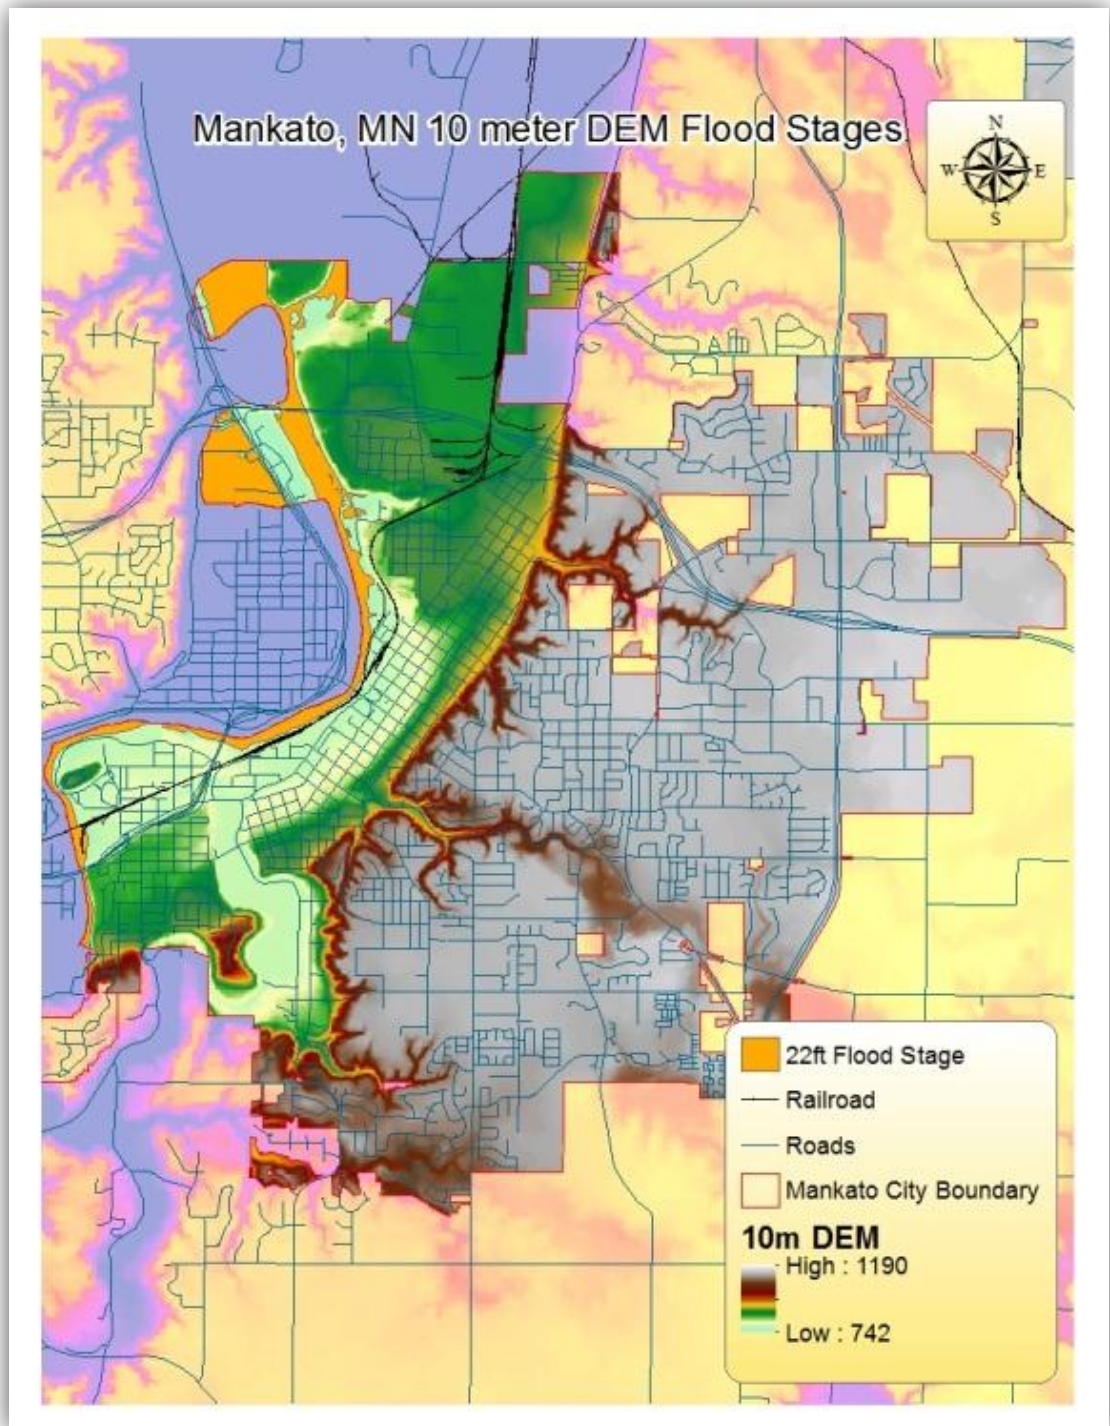 Mankato, MN 10 meter DEM Flood Stages
N
W E
S
22ft Flood Stage
Railroad
Roads
Mankato City Boundary
10m DEM
High : 1190
Low : 742